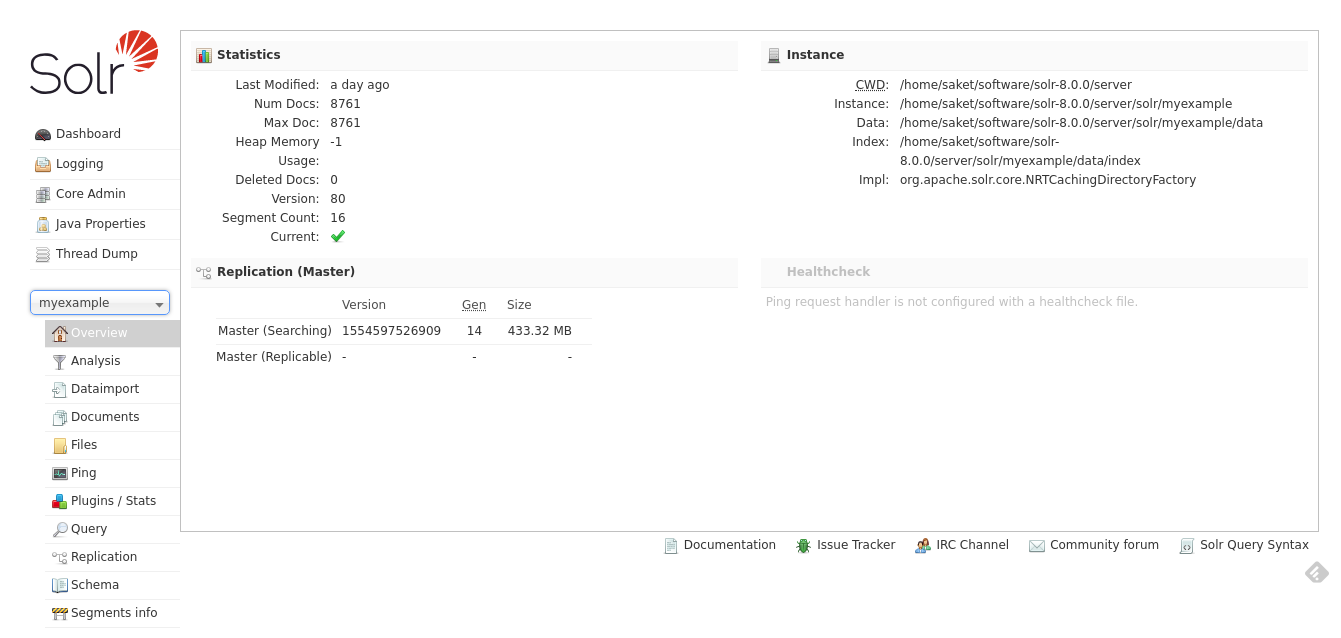 Solr
Dashboard
Logging
Core Admin
Java Properties
Thread Dump
myexample
Overview
Analysis
Dataimport
Documents
Files
Ping
Plugins / Stats
Query
Replication
Schema
Segments info
Statistics
Last Modified: a day ago
Num Docs: 8761
Max Doc: 8761
Heap Memory -1
Usage:
Deleted Docs: 0
Version: 80
Segment Count: 16
Current:
Instance
CWD: /home/saket/software/solr-8.0.0/server
Instance: /home/saket/software/solr-8.0.0/server/solr/myexample
Data: /home/saket/software/solr-8.0.0/server/solr/myexample/data
Index: /home/saket/software/solr-
8.0.0/server/solr/myexample/data/index
Impl: org.apache.solr.core.NRTCachingDirectoryFactory
Replication (Master)
Version Gen Size
Master (Searching) 1554597526909 14 433.32 MB
Master (Replicable) - - -
Healthcheck
Ping request handler is not configured with a healthcheck file.
Documentation Issue Tracker IRC Channel Community forum Solr Query Syntax